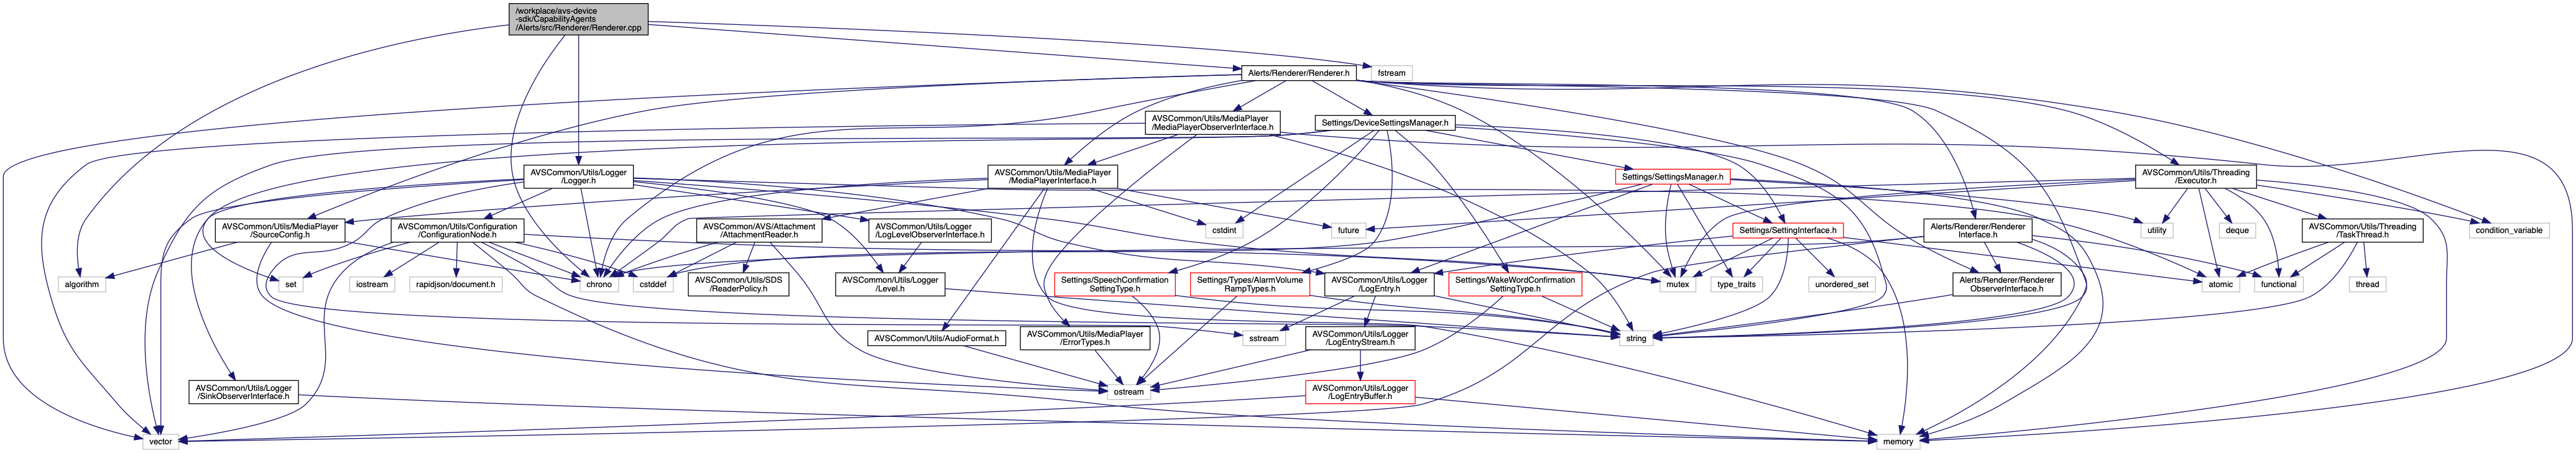 /workplace/avs-device
-sdk/CapabilityAgents
/Alerts/src/Renderer/Renderer.cpp
Alerts/Renderer/Renderer.h
fstream
AVSCommon/Utils/MediaPlayer
/MediaPlayerObserverInterface.h
Settings/DeviceSettingsManager.h
AVSCommon/Utils/Logger
/Logger.h
AVSCommon/Utils/MediaPlayer
/MediaPlayerInterface.h
Settings/SettingsManager.h
AVSCommon/Utils/Threading
/Executor.h
AVSCommon/Utils/MediaPlayer
/SourceConfig.h
AVSCommon/Utils/Configuration
/ConfigurationNode.h
AVSCommon/AVS/Attachment
/AttachmentReader.h
AVSCommon/Utils/Logger
/LogLevelObserverInterface.h
cstdint
future
Settings/SettingInterface.h
Alerts/Renderer/Renderer
Interface.h
utility
deque
AVSCommon/Utils/Threading
/TaskThread.h
condition_variable
algorithm
set
iostream
rapidjson/document.h
chrono
cstddef
AVSCommon/Utils/SDS
/ReaderPolicy.h
AVSCommon/Utils/Logger
/Level.h
Settings/SpeechConfirmation
SettingType.h
Settings/Types/AlarmVolume
RampTypes.h
AVSCommon/Utils/Logger
/LogEntry.h
Settings/WakeWordConfirmation
SettingType.h
mutex
type_traits
unordered_set
Alerts/Renderer/Renderer
ObserverInterface.h
atomic
functional
thread
AVSCommon/Utils/AudioFormat.h
AVSCommon/Utils/MediaPlayer
/ErrorTypes.h
sstream
AVSCommon/Utils/Logger
/LogEntryStream.h
string
AVSCommon/Utils/Logger
/SinkObserverInterface.h
ostream
AVSCommon/Utils/Logger
/LogEntryBuffer.h
vector
memory